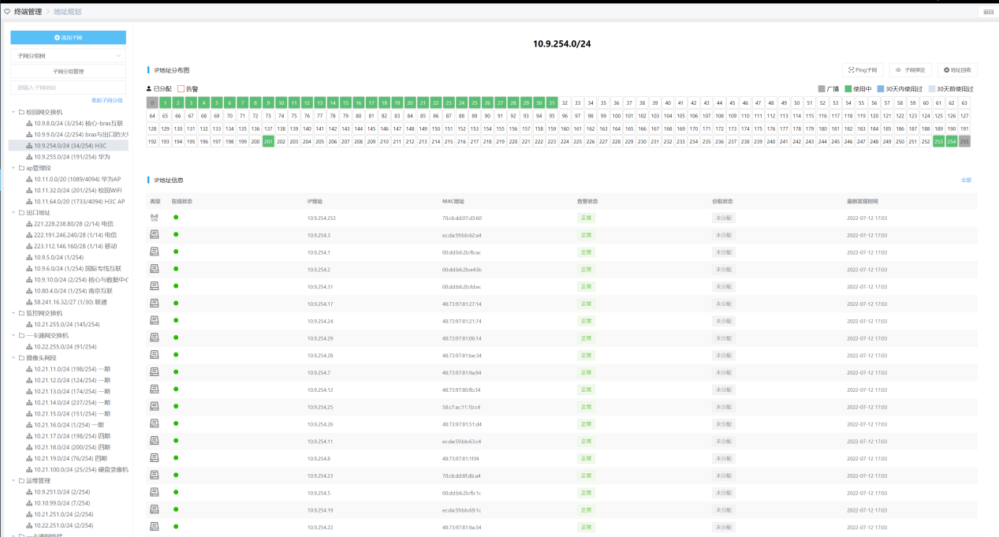 终端管理 > 地址规划
返回
添加子网
子网分组树
子网分组管理
请输入子网地址
收起子网分组
校园网交换机
10.9.8.0/24 (3/254) 核心-bras互联
10.9.9.0/24 (2/254) bras与出口防火
10.9.254.0/24 (34/254) H3C
10.9.255.0/24 (191/254) 华为
ap管理段
10.11.0.0/20 (1089/4094) 华为AP
10.11.32.0/24 (201/254) 校园WIFI
10.11.64.0/20 (1733/4094) H3C AP
出口地址
221.228.238.80/28 (2/14) 电信
222.191.246.240/28 (1/14) 电信
223.112.146.160/28 (1/14) 移动
10.9.5.0/24 (1/254)
10.9.6.0/24 (1/254) 国际专线互联
10.9.10.0/24 (2/254) 核心与数据中心
10.80.4.0/24 (1/254) 南京互联
58.241.16.32/27 (1/30) 联通
监控网交换机
10.21.255.0/24 (145/254)
一卡通网交换机
10.22.255.0/24 (91/254)
摄像头网段
10.21.11.0/24 (198/254) 一期
10.21.12.0/24 (124/254) 一期
10.21.13.0/24 (174/254) 一期
10.21.14.0/24 (237/254) 一期
10.21.15.0/24 (151/254) 一期
10.21.16.0/24 (1/254) 一期
10.21.17.0/24 (198/254) 四期
10.21.18.0/24 (200/254) 四期
10.21.19.0/24 (76/254) 四期
10.21.100.0/24 (25/254) 硬盘录像机
运维管理
10.9.251.0/24 (2/254)
10.10.99.0/24 (7/254)
10.21.251.0/24 (2/254)
10.22.251.0/24 (2/254)
一卡通网终端
10.9.254.0/24
IP地址分布图
Ping子网 子网绑定 地址回收
已分配 告警 广播 使用中 30天内使用过 30天前使用过
0 1 2 3 4 5 6 7 8 9 10 11 12 13 14 15 16 17 18 19 20 21 22 23 24 25 26 27 28 29 30 31 32 33 34 35 36 37 38 39 40 41 42 43 44 45 46 47 48 49 50 51 52 53 54 55 56 57 58 59 60 61 62 63
64 65 66 67 68 69 70 71 72 73 74 75 76 77 78 79 80 81 82 83 84 85 86 87 88 89 90 91 92 93 94 95 96 97 98 99 100 101 102 103 104 105 106 107 108 109 110 111 112 113 114 115 116 117 118 119 120 121 122 123 124 125 126 127
128 129 130 131 132 133 134 135 136 137 138 139 140 141 142 143 144 145 146 147 148 149 150 151 152 153 154 155 156 157 158 159 160 161 162 163 164 165 166 167 168 169 170 171 172 173 174 175 176 177 178 179 180 181 182 183 184 185 186 187 188 189 190 191
192 193 194 195 196 197 198 199 200 201 202 203 204 205 206 207 208 209 210 211 212 213 214 215 216 217 218 219 220 221 222 223 224 225 226 227 228 229 230 231 232 233 234 235 236 237 238 239 240 241 242 243 244 245 246 247 248 249 250 251 252 253 254 255
IP地址信息
全部
类型 在线状态 IP地址 MAC地址 告警状态 分配状态 最新发现时间
10.9.254.253 70:c6:dd:07:d3:60 正常 未分配 2022-07-12 17:03
10.9.254.3 ec:da:59:bb:62:a4 正常 未分配 2022-07-12 17:03
10.9.254.1 00:dd:b6:2b:fb:ac 正常 未分配 2022-07-12 17:03
10.9.254.2 00:dd:b6:2b:e4:0c 正常 未分配 2022-07-12 17:03
10.9.254.31 00:dd:b6:2b:fd:ec 正常 未分配 2022-07-12 17:03
10.9.254.17 48:73:97:81:27:14 正常 未分配 2022-07-12 17:03
10.9.254.24 48:73:97:81:21:74 正常 未分配 2022-07-12 17:03
10.9.254.29 48:73:97:81:06:14 正常 未分配 2022-07-12 17:03
10.9.254.28 48:73:97:81:be:34 正常 未分配 2022-07-12 17:03
10.9.254.7 48:73:97:81:9a:94 正常 未分配 2022-07-12 17:03
10.9.254.12 48:73:97:80:fb:34 正常 未分配 2022-07-12 17:03
10.9.254.25 58:c7:ac:11:1b:c4 正常 未分配 2022-07-12 17:03
10.9.254.26 48:73:97:81:51:d4 正常 未分配 2022-07-12 17:03
10.9.254.11 ec:da:59:bb:63:c4 正常 未分配 2022-07-12 17:03
10.9.254.8 48:73:97:81:1f:f4 正常 未分配 2022-07-12 17:03
10.9.254.23 70:c6:dd:8f:db:a4 正常 未分配 2022-07-12 17:03
10.9.254.5 00:dd:b6:2b:fb:1c 正常 未分配 2022-07-12 17:03
10.9.254.19 ec:da:59:bb:69:1c 正常 未分配 2022-07-12 17:03
10.9.254.22 48:73:97:81:9a:34 正常 未分配 2022-07-12 17:03